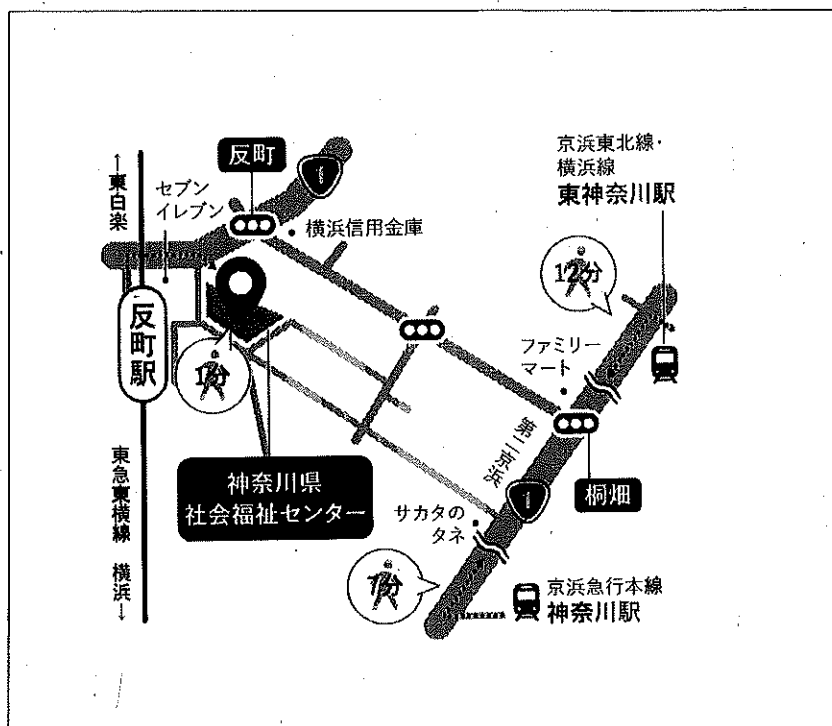 反町
1
京浜東北線・
横浜線
東神奈川駅
←東白楽
セブン
イレブン
横浜信用金庫
12分
反町駅
1分
ファミリー
マート
第二京浜
神奈川県
社会福祉センター
1
桐畑
サカタの
タネ
東急東横線 横浜→
京浜急行本線
神奈川駅